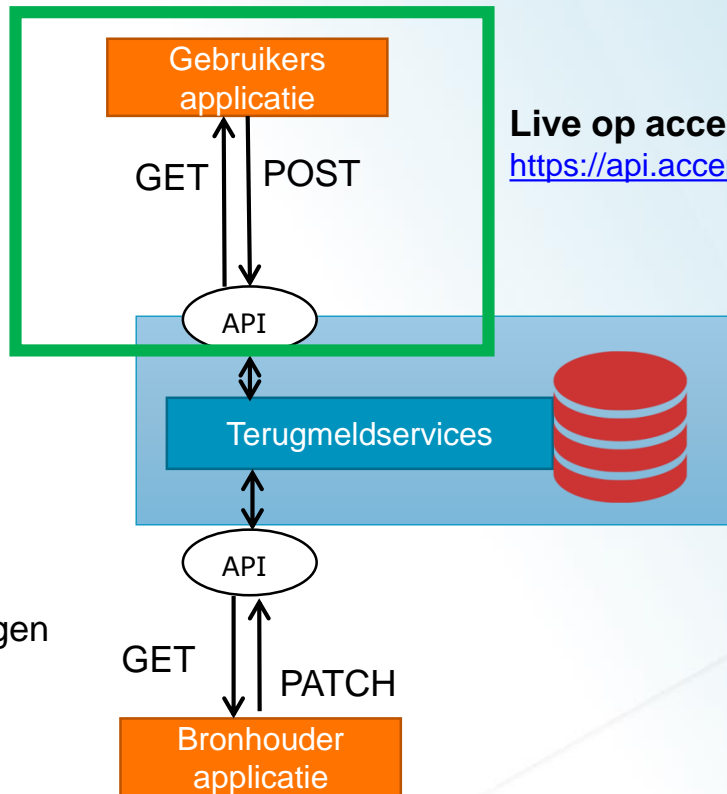 Gebruikers
applicatie
Live op acce
https://api.acce
GET
POST
API
Terugmeldservices
API
gen
GET
PATCH
Bronhouder
applicatie